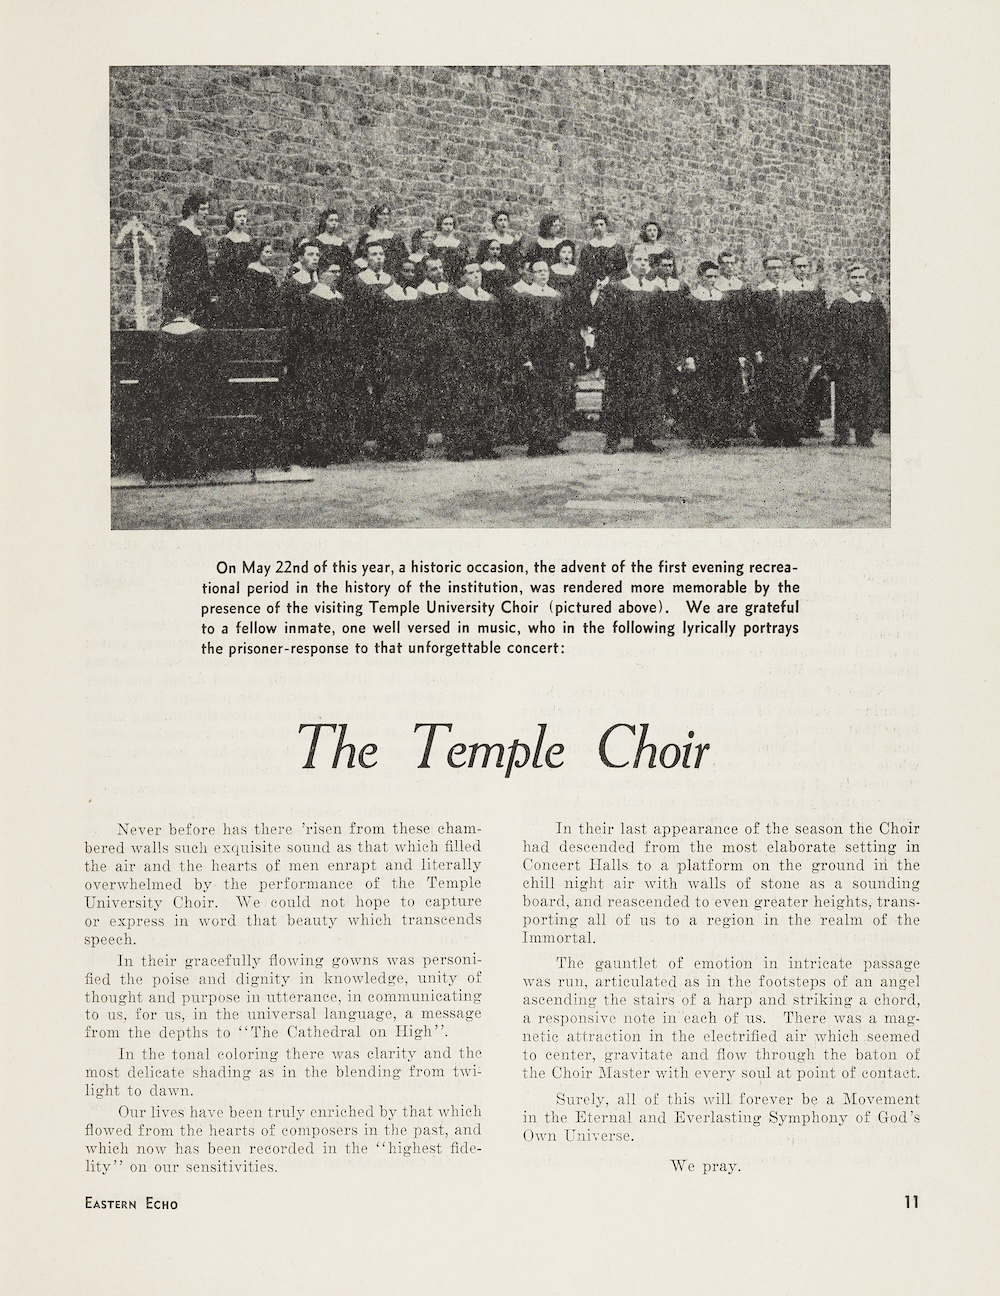 On May 22nd of this year, a historic occasion, the advent of the first evening recrea-
tional period in the history of the institution, was rendered more memorable by the
presence of the visiting Temple University Choir (pictured above). We are grateful
to a fellow inmate, one well versed in music, who in the following lyrically portrays
the prisoner-response to that unforgettable concert:
The Temple Choir
Never before has there 'risen from these cham-
bered walls such exquisite sound as that which filled
the air and the hearts of men enrapt and literally
overwhelmed by the performance of the Temple
University Choir. We could not hope to capture
or express in word that beauty which transcends
speech.
In their gracefully flowing gowns was personi-
fied the poise and dignity in knowledge, unity of
thought and purpose in utterance, in communicating
to us, for us, in the universal language, a message
from the depths to "The Cathedral on High".
In the tonal coloring there was clarity and the
most delicate shading as in the blending from twi-
light to dawn.
Our lives have been truly enriched by that which
flowed from the hearts of composers in the past, and
which now has been recorded in the "highest fide-
lity" on our sensitivities.
In their last appearance of the season the Choir
had descended from the most elaborate setting in
Concert Halls to a platform on the ground in the
chill night air with walls of stone as a sounding
board, and reascended to even greater heights, trans-
porting all of us to a region in the realm of the
Immortal.
The gauntlet of emotion in intricate passage
was run, articulated as in the footsteps of an angel
ascending the stairs of a harp and striking a chord,
a responsive note in each of us. There was a mag-
netic attraction in the electrified air which seemed
to center, gravitate and flow through the baton of
the Choir Master with every soul at point of contact.
Surely, all of this will forever be a Movement
in the Eternal and Everlasting Symphony of God's
Own Universe.
We pray.
Eastern Echo
11